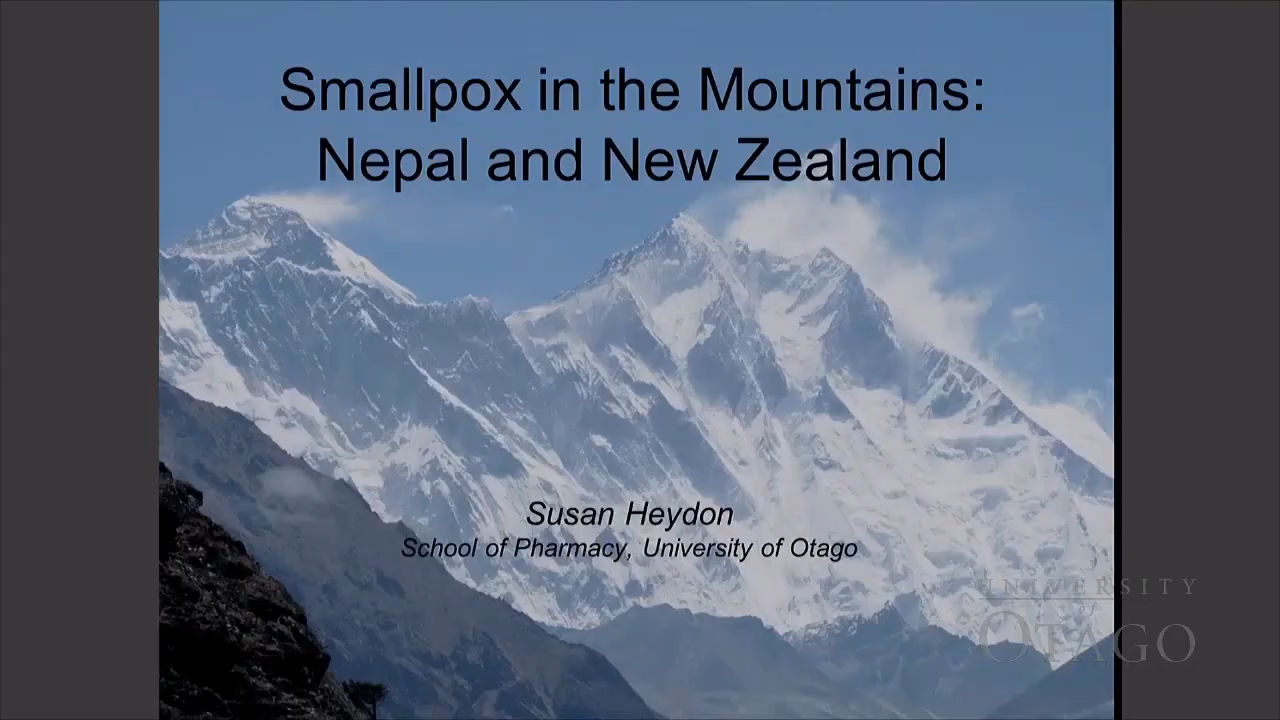 Smallpox in the Mountains:
Nepal and New Zealand
Susan Heydon
School of Pharmacy, University of Otago
UNIVERSITY
OTAGO